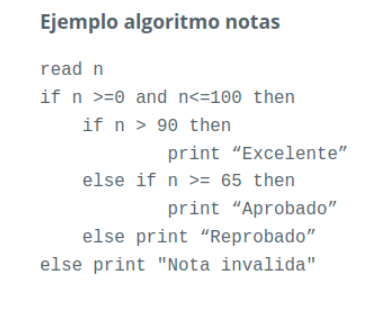 Ejemplo algoritmo notas
read n
if n >=0 and n<=100 then
if n > 90 then
print “Excelente”
else if n >= 65 then
print “Aprobado”
else print “Reprobado”
else print "Nota invalida"